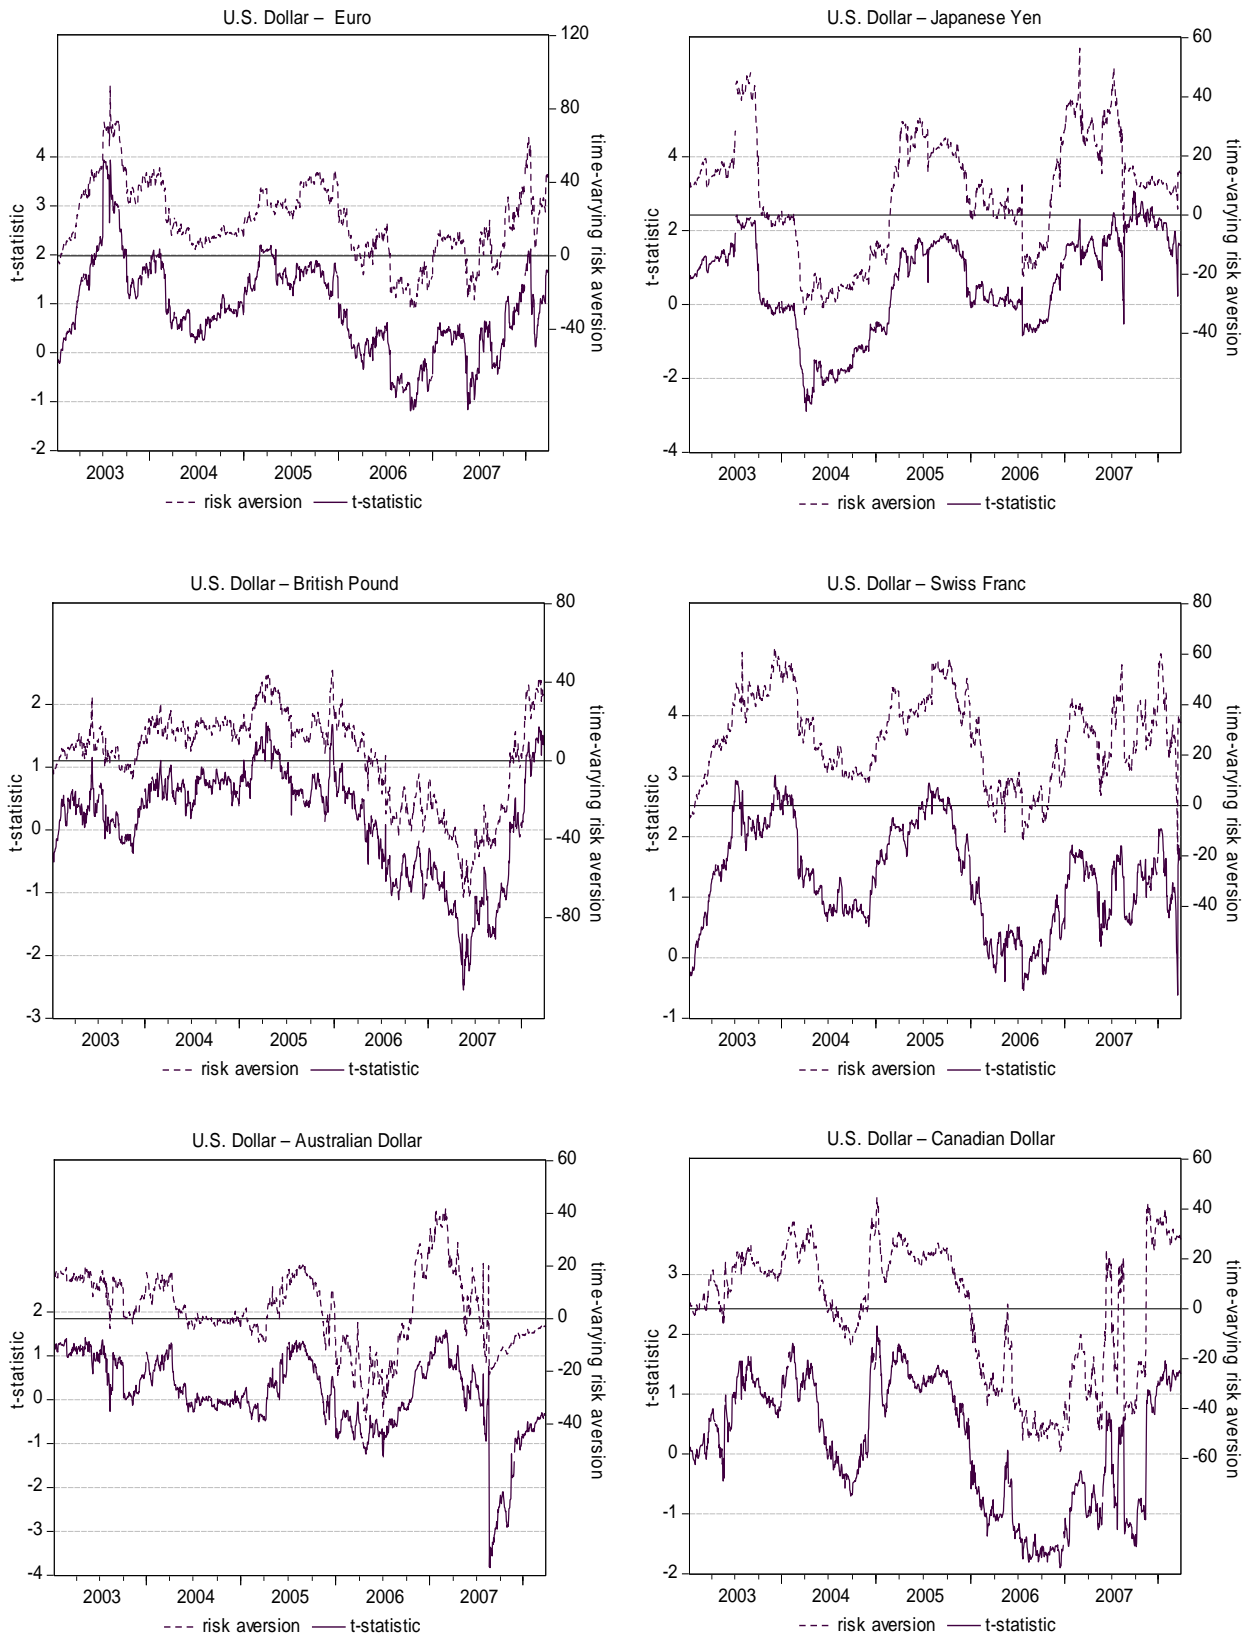 U.S. Dollar – Euro
120
80
40
0
-40
4
3
2
1
0
-1
-2
t-statistic
time-varying risk aversion
2003 2004 2005 2006 2007
risk aversion t-statistic
U.S. Dollar – Japanese Yen
60
40
20
0
-20
-40
4
2
0
-2
-4
t-statistic
time-varying risk aversion
2003 2004 2005 2006 2007
risk aversion t-statistic
U.S. Dollar – British Pound
80
40
0
-40
-80
2
1
0
-1
-2
-3
t-statistic
time-varying risk aversion
2003 2004 2005 2006 2007
risk aversion t-statistic
U.S. Dollar – Swiss Franc
80
60
40
20
0
-20
-40
4
3
2
1
0
-1
t-statistic
time-varying risk aversion
2003 2004 2005 2006 2007
risk aversion t-statistic
U.S. Dollar – Australian Dollar
60
40
20
0
-20
-40
2
1
0
-1
-2
-3
-4
t-statistic
time-varying risk aversion
2003 2004 2005 2006 2007
risk aversion t-statistic
U.S. Dollar – Canadian Dollar
60
40
20
0
-20
-40
-60
3
2
1
0
-1
-2
t-statistic
time-varying risk aversion
2003 2004 2005 2006 2007
risk aversion t-statistic